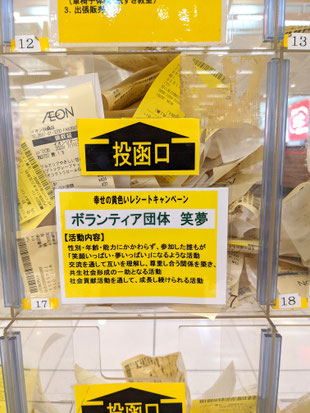 3. 出張販売
12
13
AEON
領収証
投函口
幸せの黄色いレシートキャンペーン
ボランティア団体 笑夢
【活動内容】
性別・年齢・能力にかかわらず、参加した誰もが
「笑顔いっぱい・夢いっぱい」になるような活動
交流を通して互いを理解し、尊重し合う関係を築き、
共生社会形成の一助となる活動
社会貢献活動を通して、成長し続けられる活動
17
18
投函口